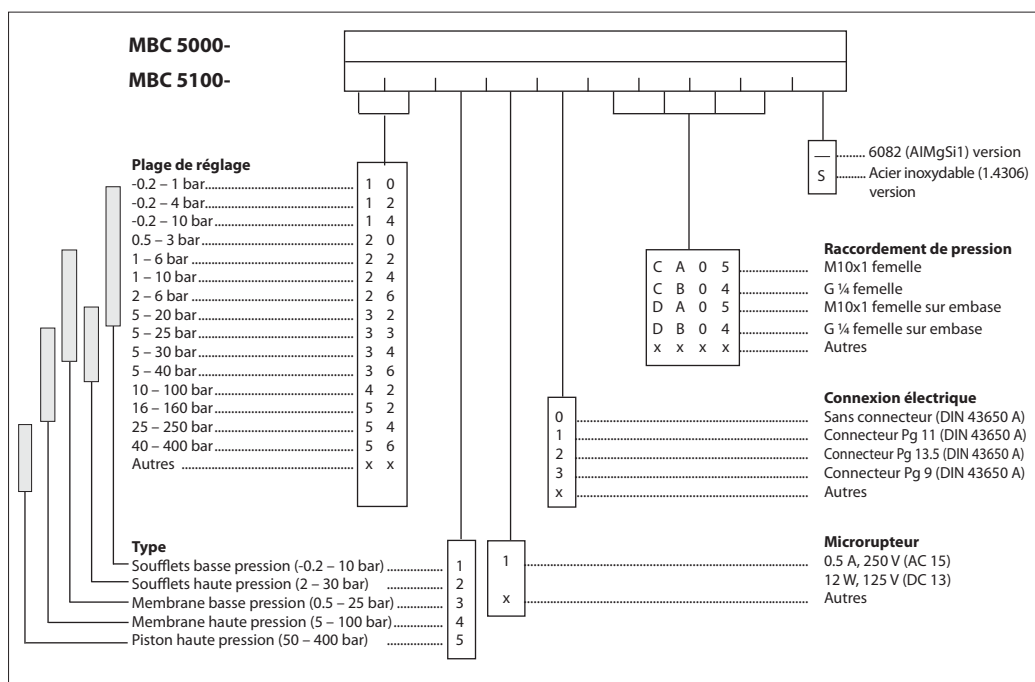 MBC 5000-
MBC 5100-
6082 (AlMgSi1) version
S Acier inoxydable (1.4306)
version
Plage de réglage
-0.2 – 1 bar 1 0
-0.2 – 4 bar 1 2
-0.2 – 10 bar 1 4
0.5 – 3 bar 2 0
1 – 6 bar 2 2
1 – 10 bar 2 4
2 – 6 bar 2 6
5 – 20 bar 3 2
5 – 25 bar 3 3
5 – 30 bar 3 4
5 – 40 bar 3 6
10 – 100 bar 4 2
16 – 160 bar 5 2
25 – 250 bar 5 4
40 – 400 bar 5 6
Autres x x
Raccordement de pression
C A 0 5 M10x1 femelle
C B 0 4 G ¼ femelle
D A 0 5 M10x1 femelle sur embase
D B 0 4 G ¼ femelle sur embase
x x x x Autres
Connexion électrique
0 Sans connecteur (DIN 43650 A)
1 Connecteur Pg 11 (DIN 43650 A)
2 Connecteur Pg 13.5 (DIN 43650 A)
3 Connecteur Pg 9 (DIN 43650 A)
x Autres
Type
Soufflets basse pression (-0.2 – 10 bar) 1
Soufflets haute pression (2 – 30 bar) 2
Membrane basse pression (0.5 – 25 bar) 3
Membrane haute pression (5 – 100 bar) 4
Piston haute pression (50 – 400 bar) 5
Microrupteur
1 0.5 A, 250 V (AC 15)
12 W, 125 V (DC 13)
x Autres